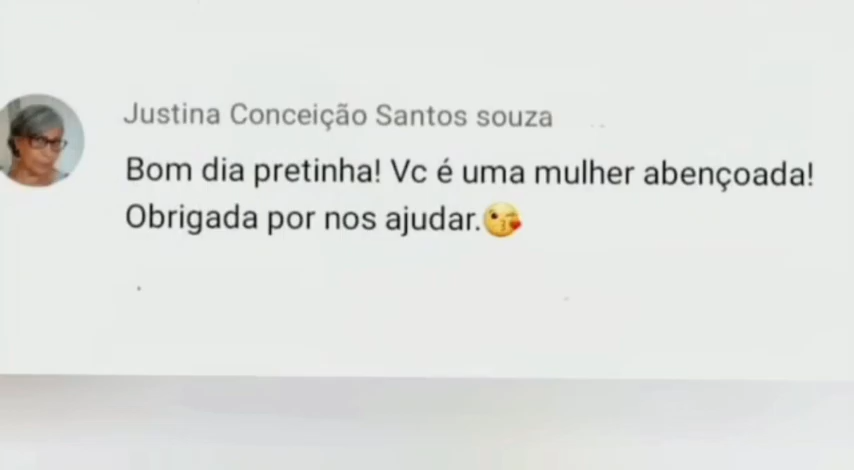 Justina Conceição Santos souza
Bom dia pretinha! Vc é uma mulher abençoada!
Obrigada por nos ajudar.😘